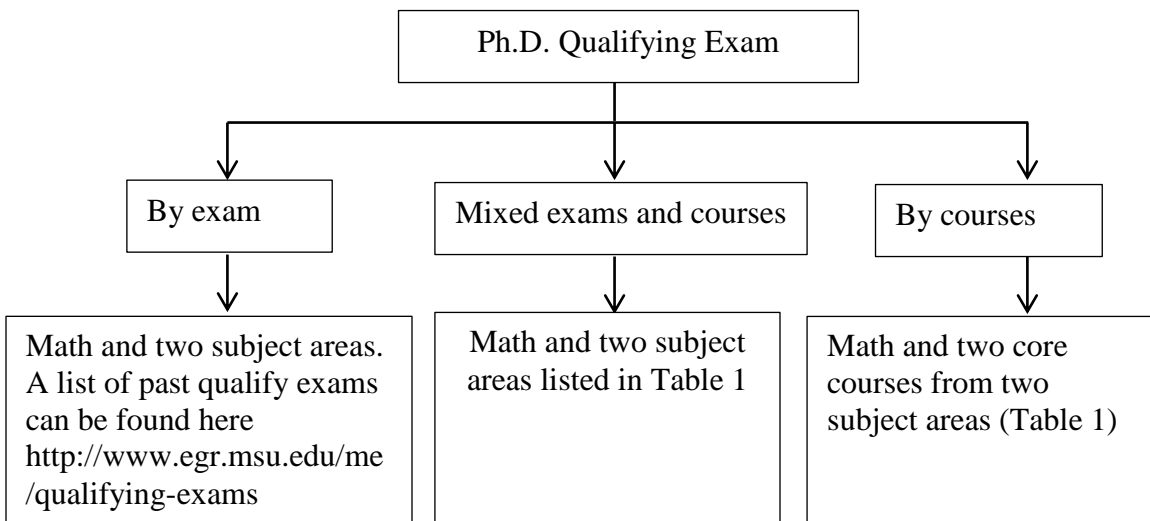 Ph.D. Qualifying Exam
By exam
Mixed exams and courses
By courses
Math and two subject areas.
A list of past qualify exams
can be found here
http://www.egr.msu.edu/me
/qualifying-exams
Math and two subject
areas listed in Table 1
Math and two core
courses from two
subject areas (Table 1)